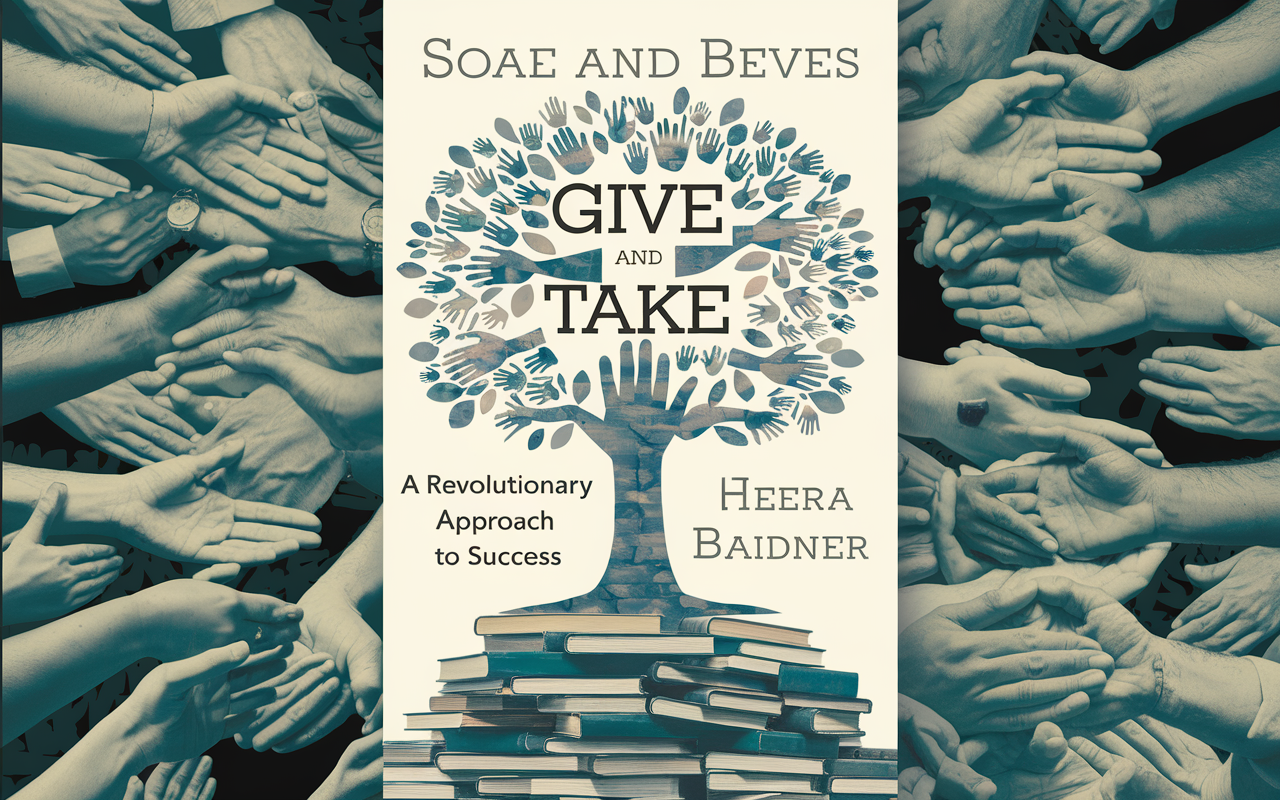 SOAE AND BEVES
GIVE
AND
TAKE
A Revolutionary
Approach
to Success
HEERA
BAIDNER